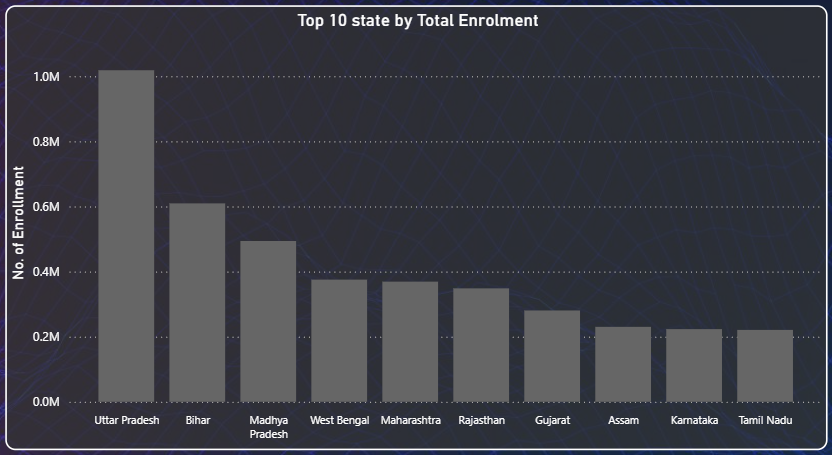 Top 10 state by Total Enrolment
No. of Enrollment
1.0M
0.8M
0.6M
0.4M
0.2M
0.0M
Uttar Pradesh
Bihar
Madhya
Pradesh
West Bengal
Maharashtra
Rajasthan
Gujarat
Assam
Karnataka
Tamil Nadu